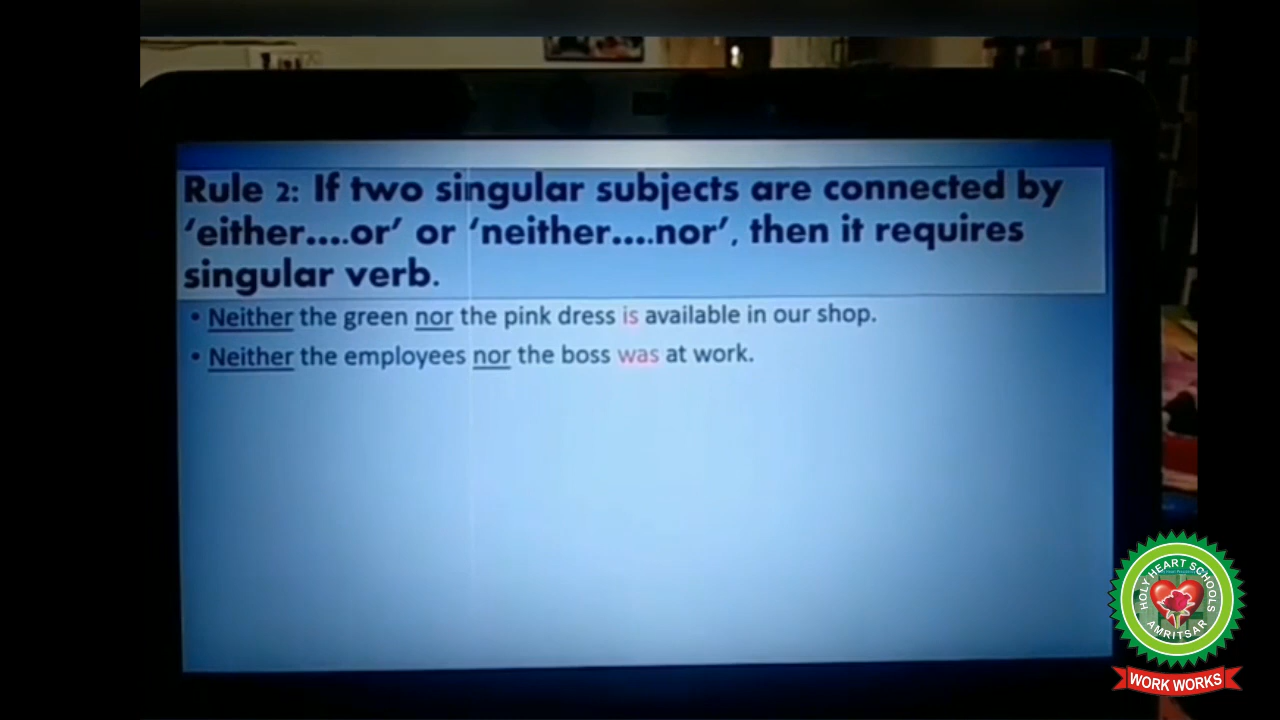 Rule 2: If two singular subjects are connected by
‘either....or’ or ‘neither....nor’, then it requires
singular verb.
• Neither the green nor the pink dress is available in our shop.
• Neither the employees nor the boss was at work.
HOLY HEART SCHOOLS
AMRITSAR
WORK WORKS